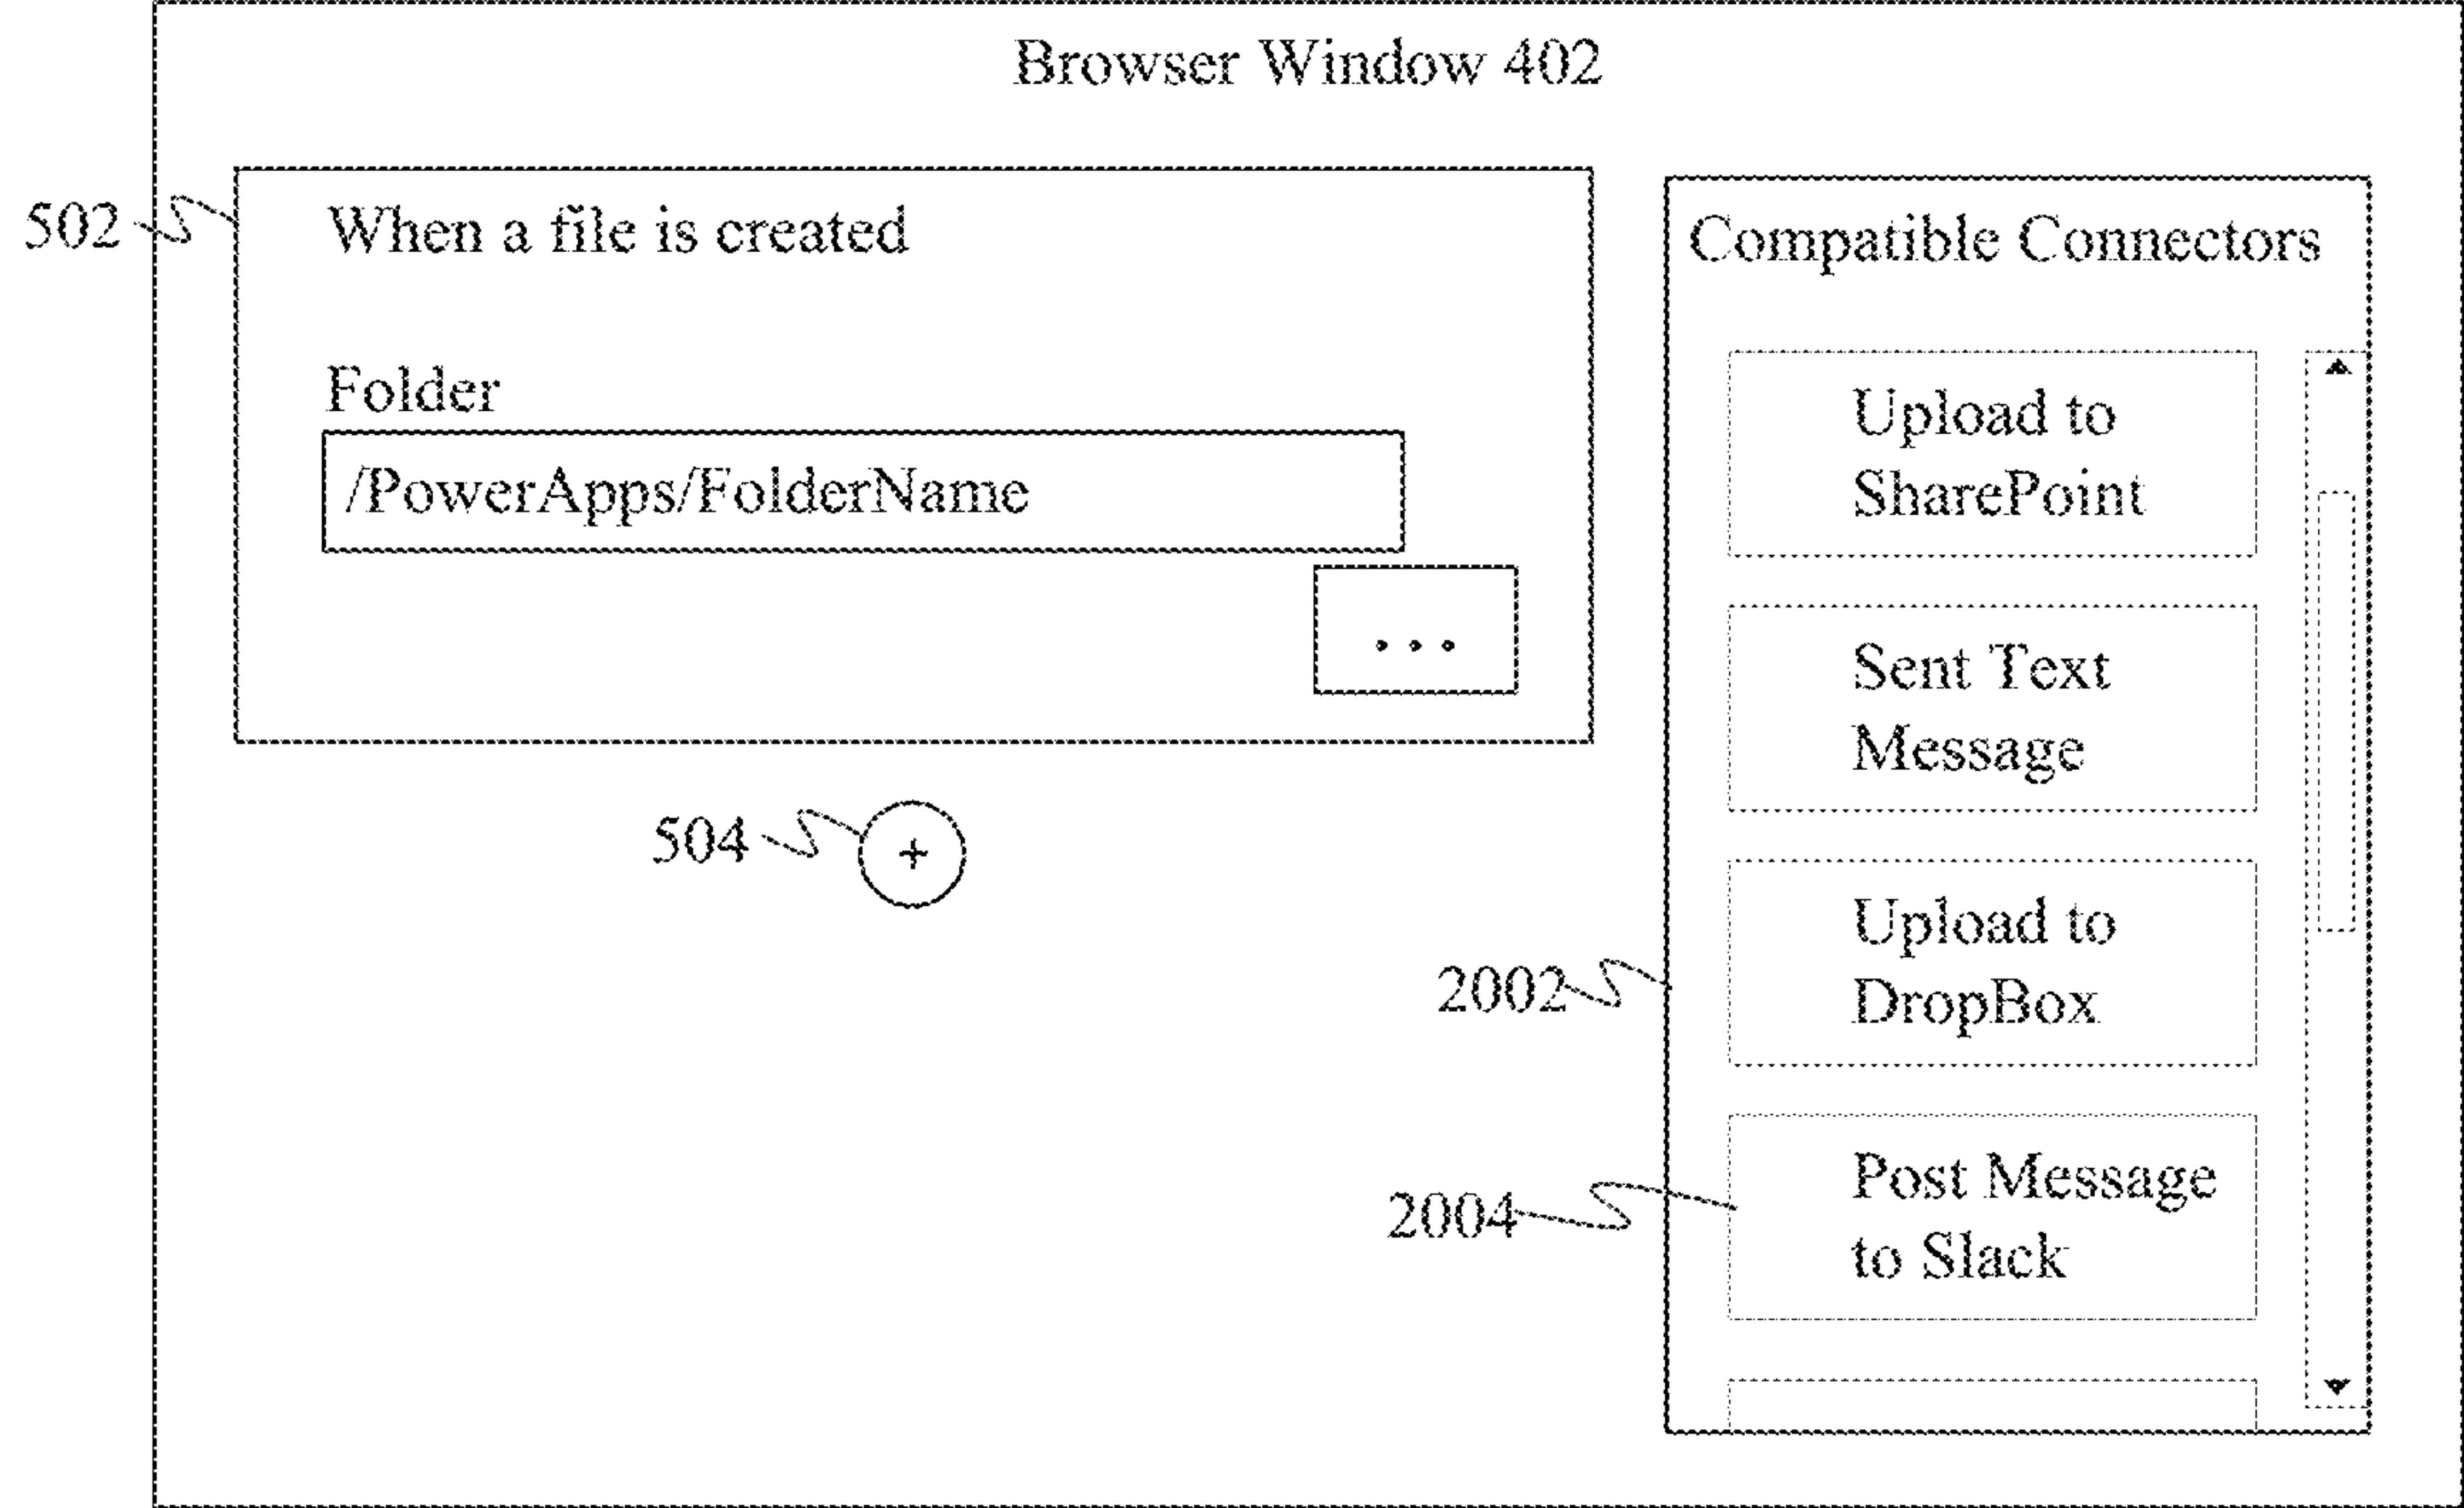 Browser Window 402
502
When a file is created
Folder
/PowerApps/FolderName
...
504
+
Compatible Connectors
Upload to
SharePoint
Sent Text
Message
Upload to
DropBox
2002
Post Message
to Slack
2004